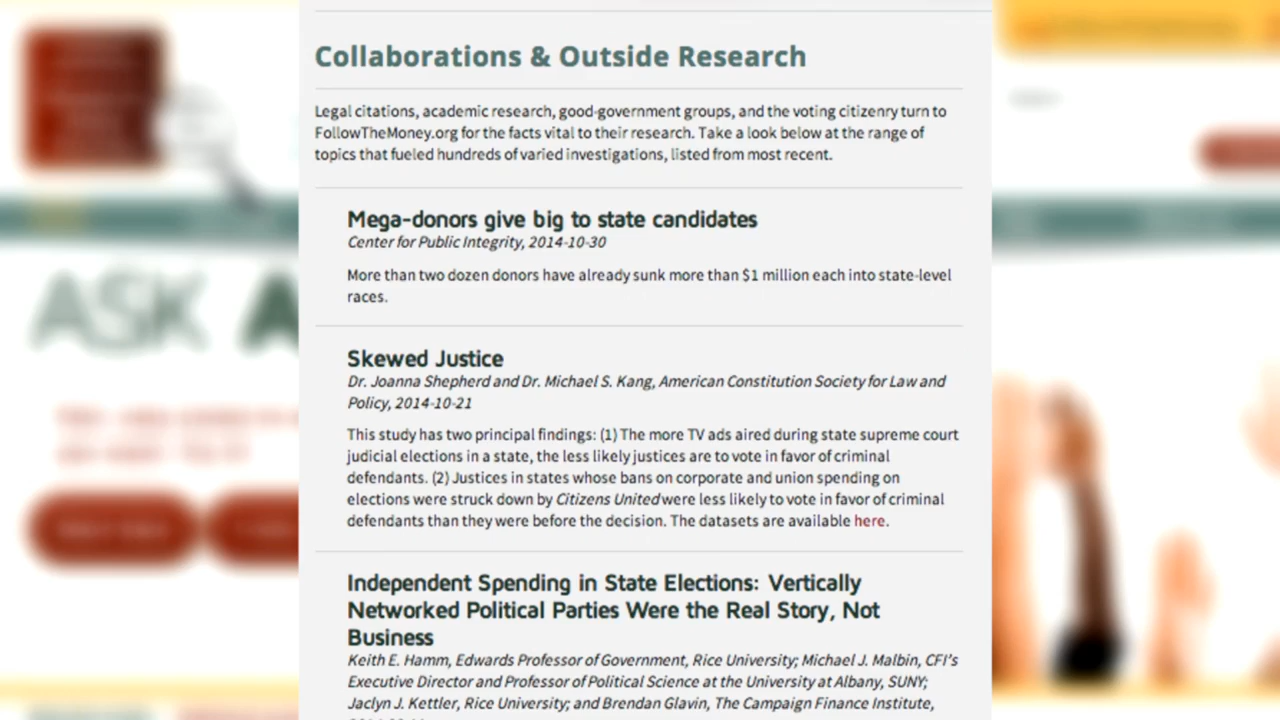 Collaborations & Outside Research
Legal citations, academic research, good-government groups, and the voting citizenry turn to
FollowTheMoney.org for the facts vital to their research. Take a look below at the range of
topics that fueled hundreds of varied investigations, listed from most recent.
Mega-donors give big to state candidates
Center for Public Integrity, 2014-10-30
More than two dozen donors have already sunk more than $1 million each into state-level
races.
Skewed Justice
Dr. Joanna Shepherd and Dr. Michael S. Kang, American Constitution Society for Law and
Policy, 2014-10-21
This study has two principal findings: (1) The more TV ads aired during state supreme court
judicial elections in a state, the less likely justices are to vote in favor of criminal
defendants. (2) Justices in states whose bans on corporate and union spending on
elections were struck down by Citizens United were less likely to vote in favor of criminal
defendants than they were before the decision. The datasets are available here.
Independent Spending in State Elections: Vertically
Networked Political Parties Were the Real Story, Not
Business
Keith E. Hamm, Edwards Professor of Government, Rice University; Michael J. Malbin, CFI's
Executive Director and Professor of Political Science at the University at Albany, SUNY;
Jaclyn J. Kettler, Rice University; and Brendan Glavin, The Campaign Finance Institute,
ASK